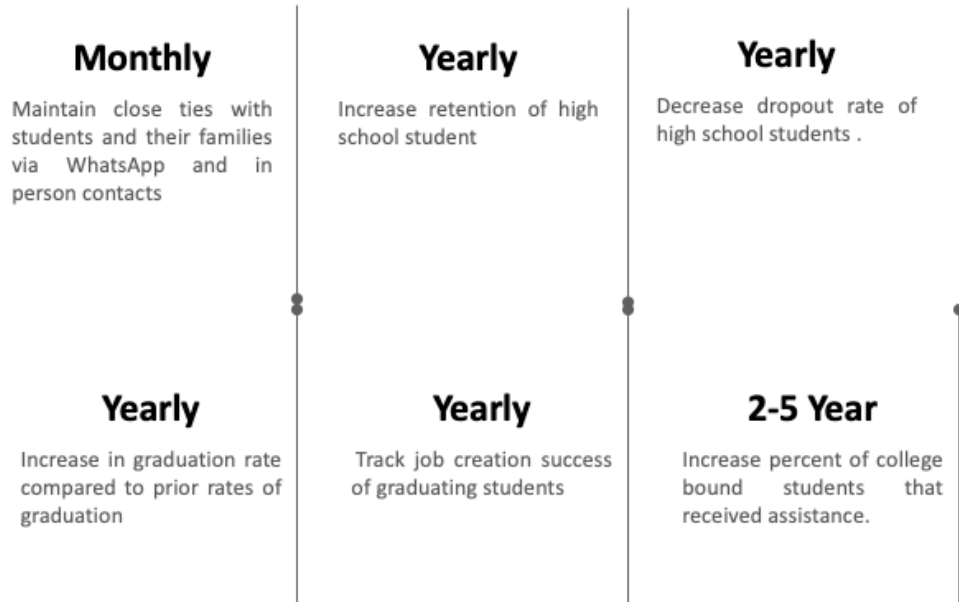 Monthly
Maintain close ties with
students and their families
via WhatsApp and in
person contacts
Yearly
Increase retention of high
school student
Yearly
Decrease dropout rate of
high school students .
Yearly
Increase in graduation rate
compared to prior rates of
graduation
Yearly
Track job creation success
of graduating students
2-5 Year
Increase percent of college
bound students that
received assistance.